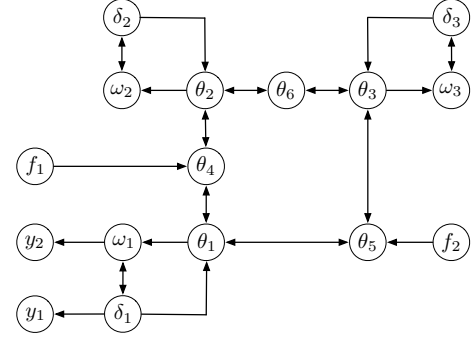 δ₂ δ₃
ω₂ θ₂ θ₆ θ₃ ω₃
f₁ θ₄
y₂ ω₁ θ₁ θ₅ f₂
y₁ δ₁